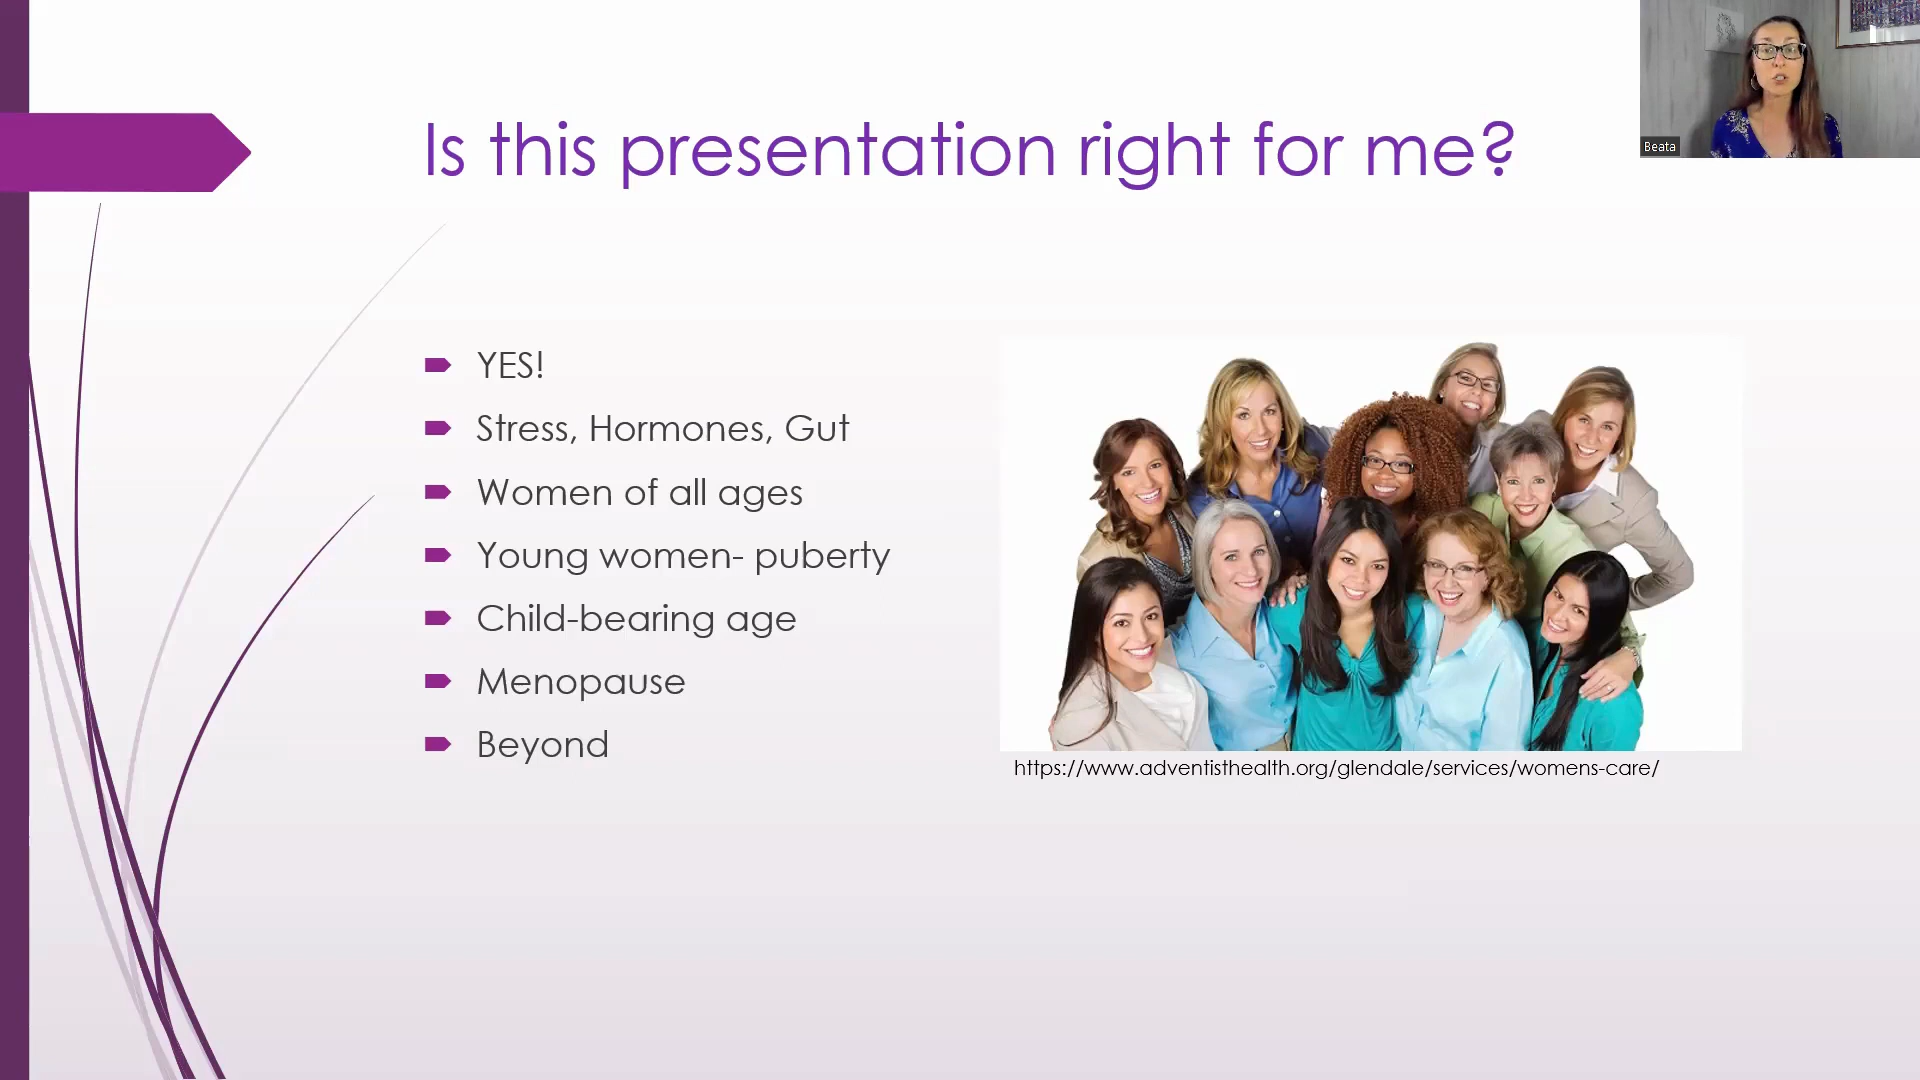 Is this presentation right for me?
Beata
YES!
Stress, Hormones, Gut
Women of all ages
Young women- puberty
Child-bearing age
Menopause
Beyond
https://www.adventisthealth.org/glendale/services/womens-care/